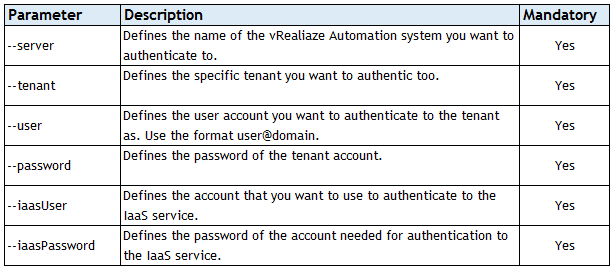 Parameter Description Mandatory
--server Defines the name of the vRealiaze Automation system you want to Yes
authenticate to.
--tenant Defines the specific tenant you want to authentic too. Yes
--user Defines the user account you want to authenticate to the tenant Yes
as. Use the format user@domain.
--password Defines the password of the tenant account. Yes
--iaasUser Defines the account that you want to use to authenticate to the Yes
IaaS service.
--iaasPassword Defines the password of the account needed for authentication to Yes
the IaaS service.